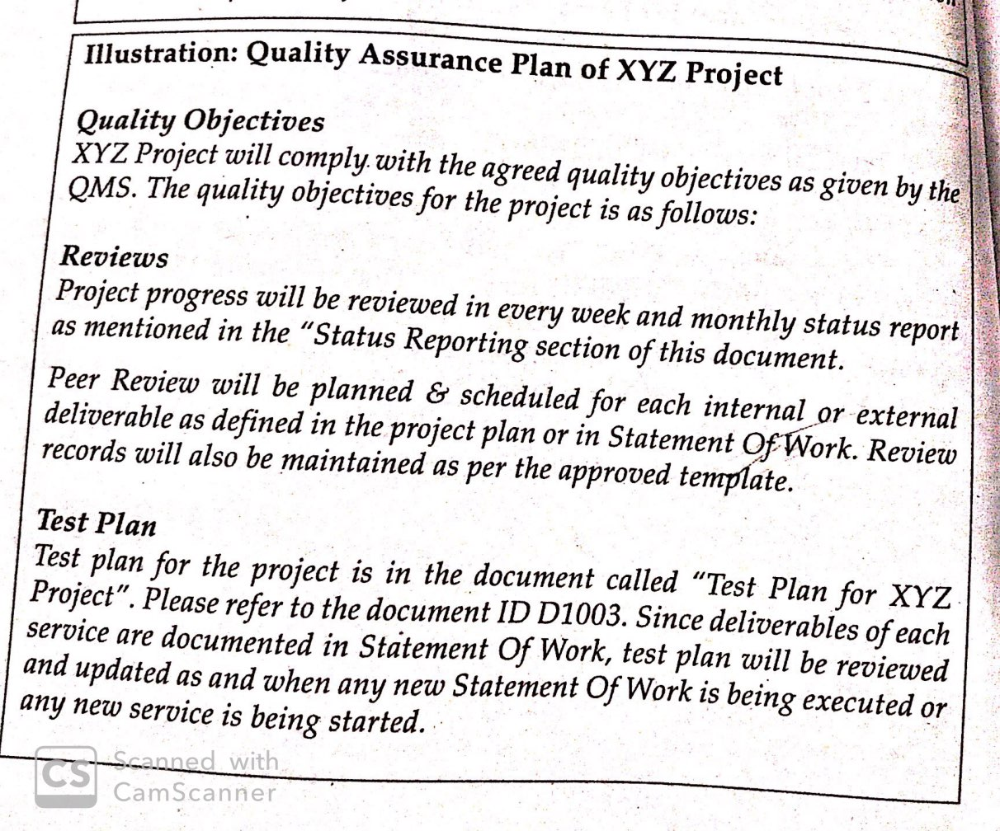 Illustration: Quality Assurance Plan of XYZ Project
Quality Objectives
XYZ Project will comply with the agreed quality objectives as given by the
QMS. The quality objectives for the project is as follows:
Reviews
Project progress will be reviewed in every week and monthly status report
as mentioned in the “Status Reporting section of this document.
Peer Review will be planned & scheduled for each internal or external
deliverable as defined in the project plan or in Statement Of Work. Review
records will also be maintained as per the approved template.
Test Plan
Test plan for the project is in the document called “Test Plan for XYZ
Project”. Please refer to the document ID D1003. Since deliverables of each
service are documented in Statement Of Work, test plan will be reviewed
and updated as and when any new Statement Of Work is being executed or
any new service is being started.
CS
Scanned with
CamScanner